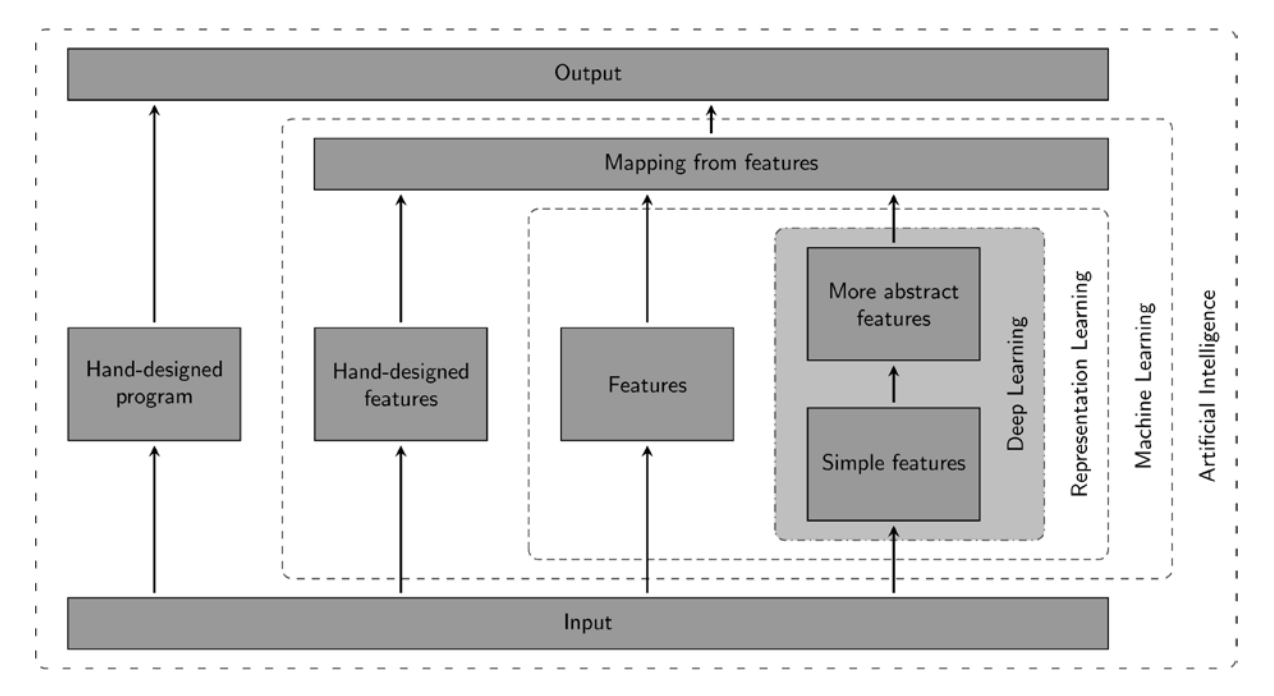 Output
Mapping from features
More abstract
features
Hand-designed
program
Hand-designed
features
Features
Simple features
Deep Learning
Representation Learning
Machine Learning
Artificial Intelligence
Input